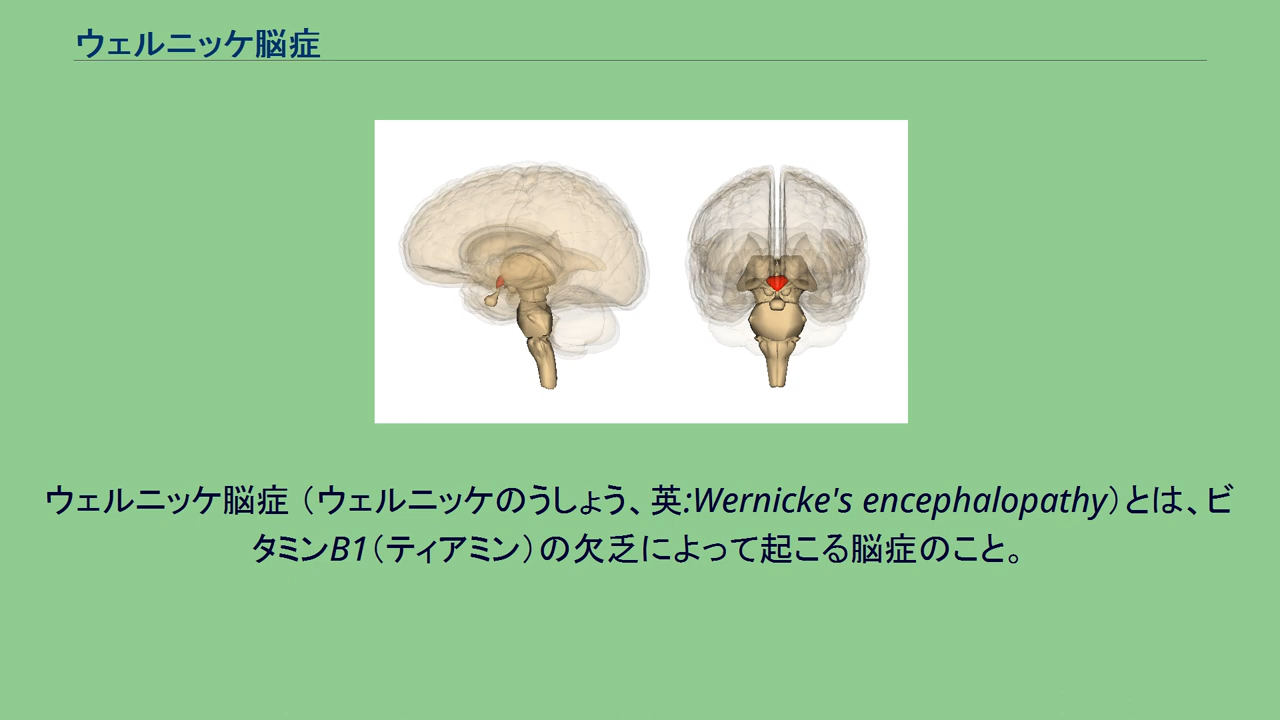 ウェルニッケ脳症
ウェルニッケ脳症（ウェルニッケのうしょう、英:Wernicke's encephalopathy）とは、ビ
タミンB1（ティアミン）の欠乏によって起こる脳症のこと。